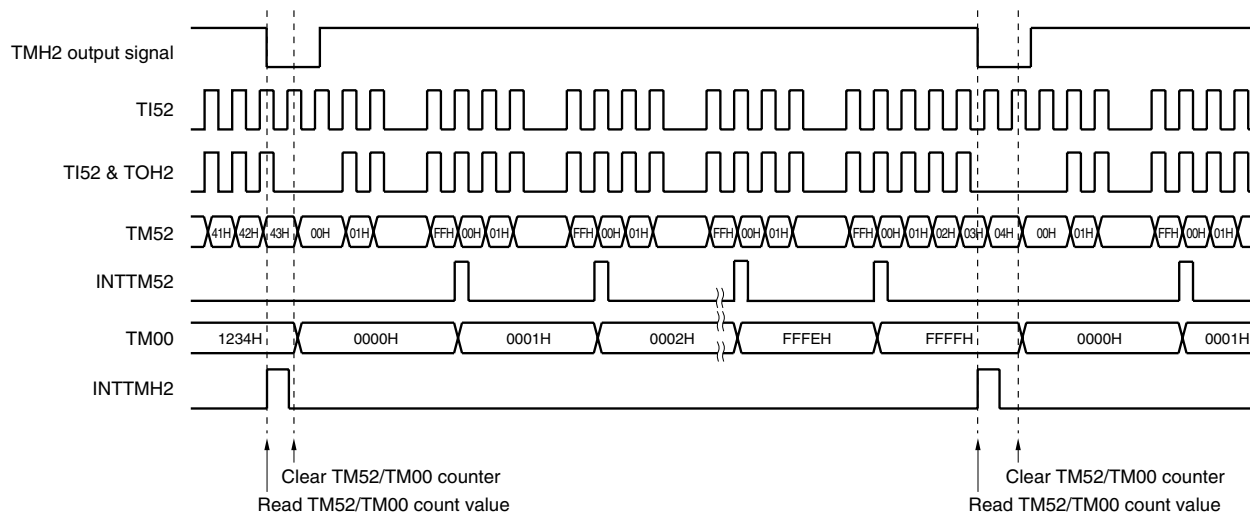 TMH2 output signal
TI52
TI52 & TOH2
TM52 41H 42H 43H 00H 01H FFH 00H 01H FFH 00H 01H FFH 00H 01H FFH 00H 01H 02H 03H 04H 00H 01H FFH 00H 01H
INTTM52
TM00 1234H 0000H 0001H 0002H FFFEH FFFFH 0000H 0001H
INTTMH2
Clear TM52/TM00 counter Clear TM52/TM00 counter
Read TM52/TM00 count value Read TM52/TM00 count value